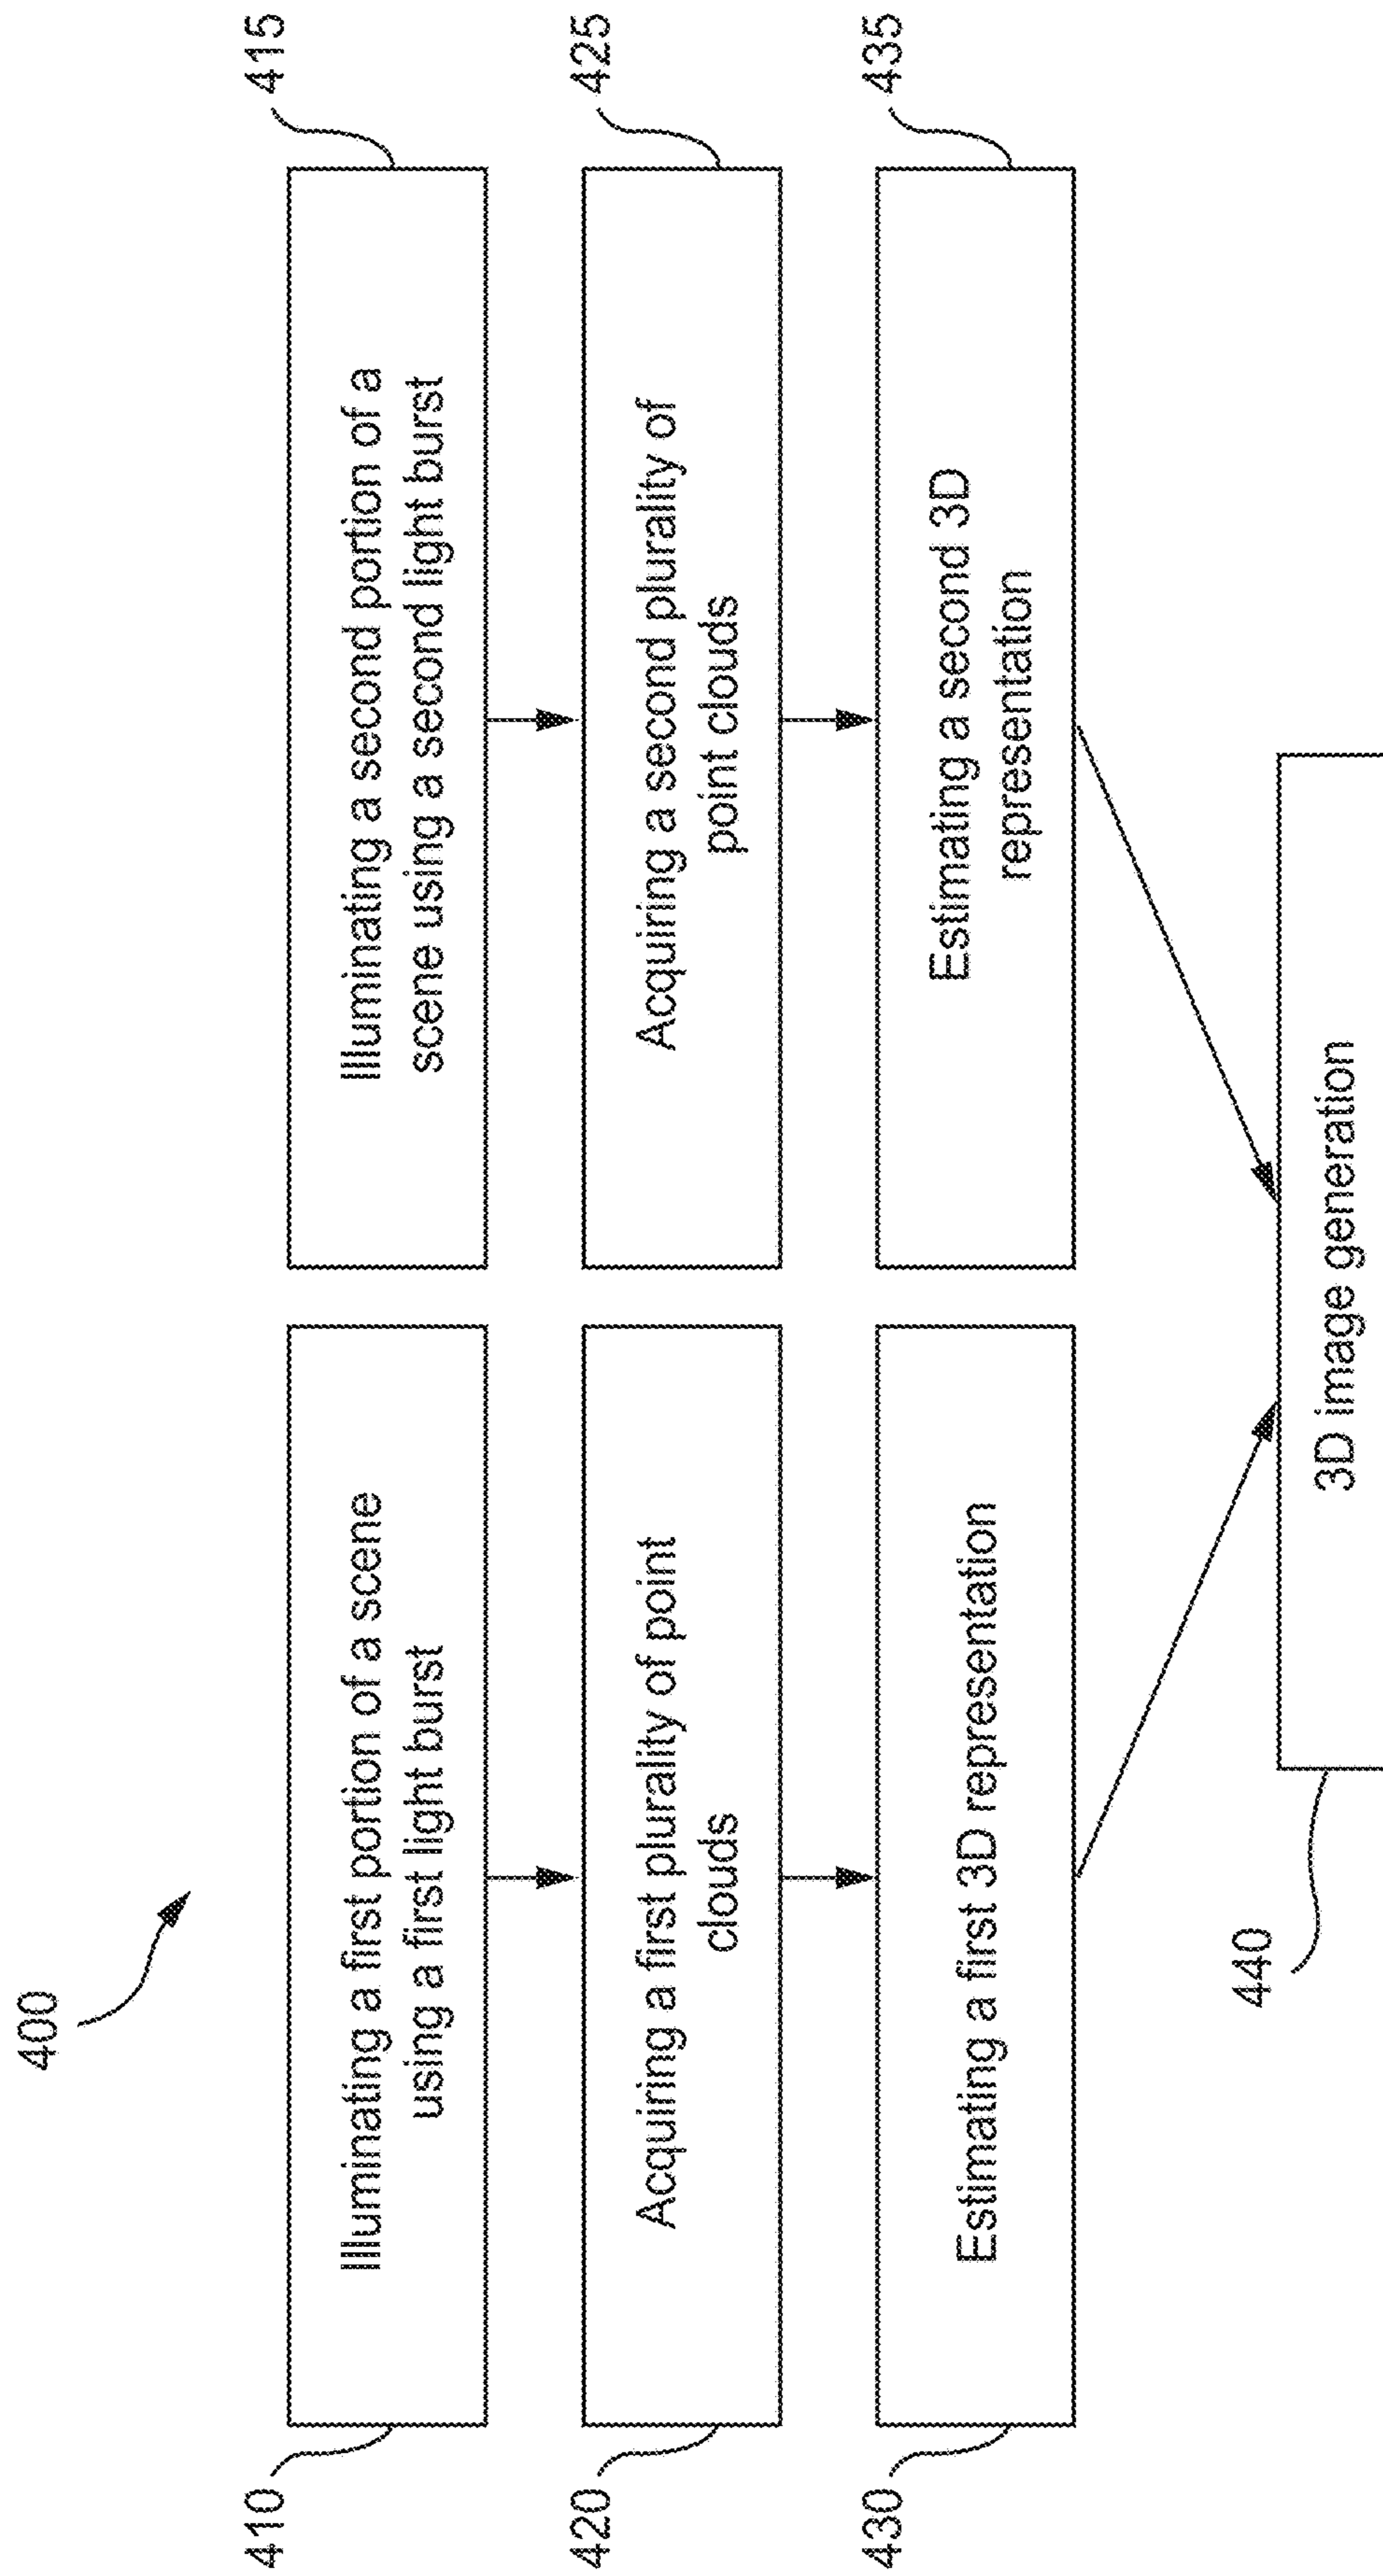 400
410
Illuminating a first portion of a scene
using a first light burst
Illuminating a second portion of a
scene using a second light burst
415
420
Acquiring a first plurality of point
clouds
Acquiring a second plurality of
point clouds
425
430
Estimating a first 3D representation
Estimating a second 3D
representation
435
440
3D image generation